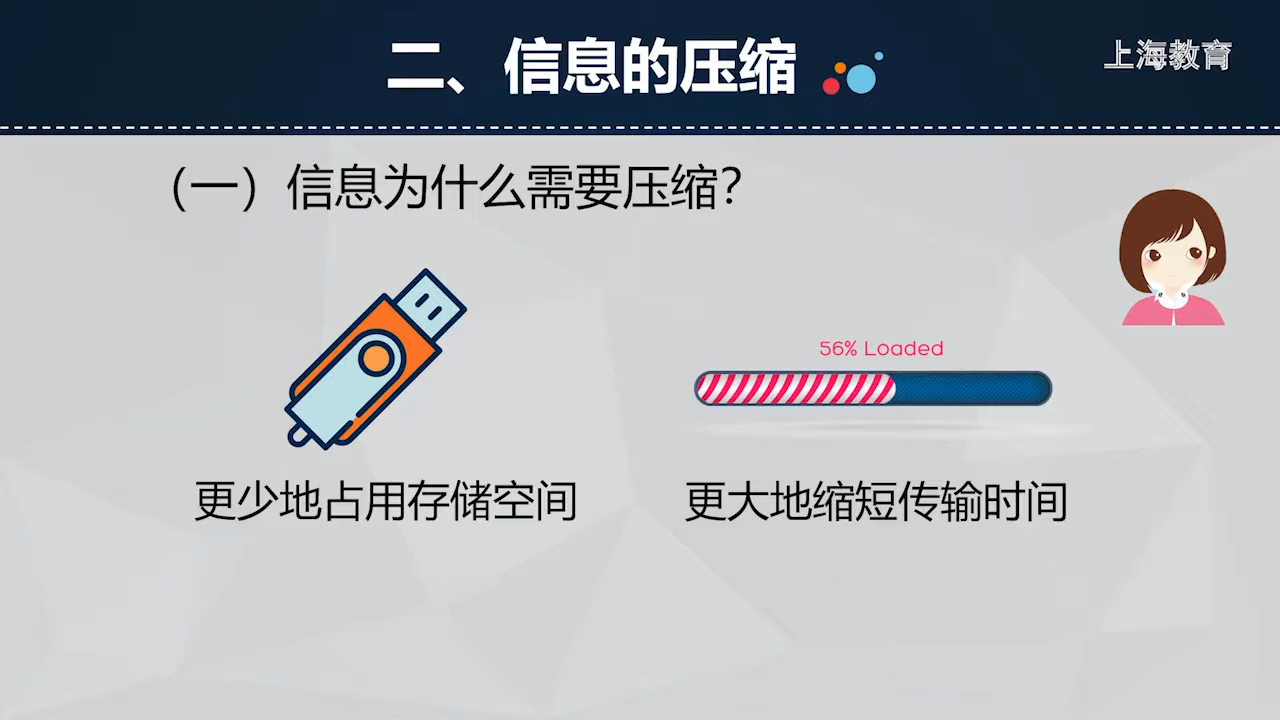 二、信息的压缩
上海教育
（一）信息为什么需要压缩？
56% Loaded
更少地占用存储空间
更大地缩短传输时间